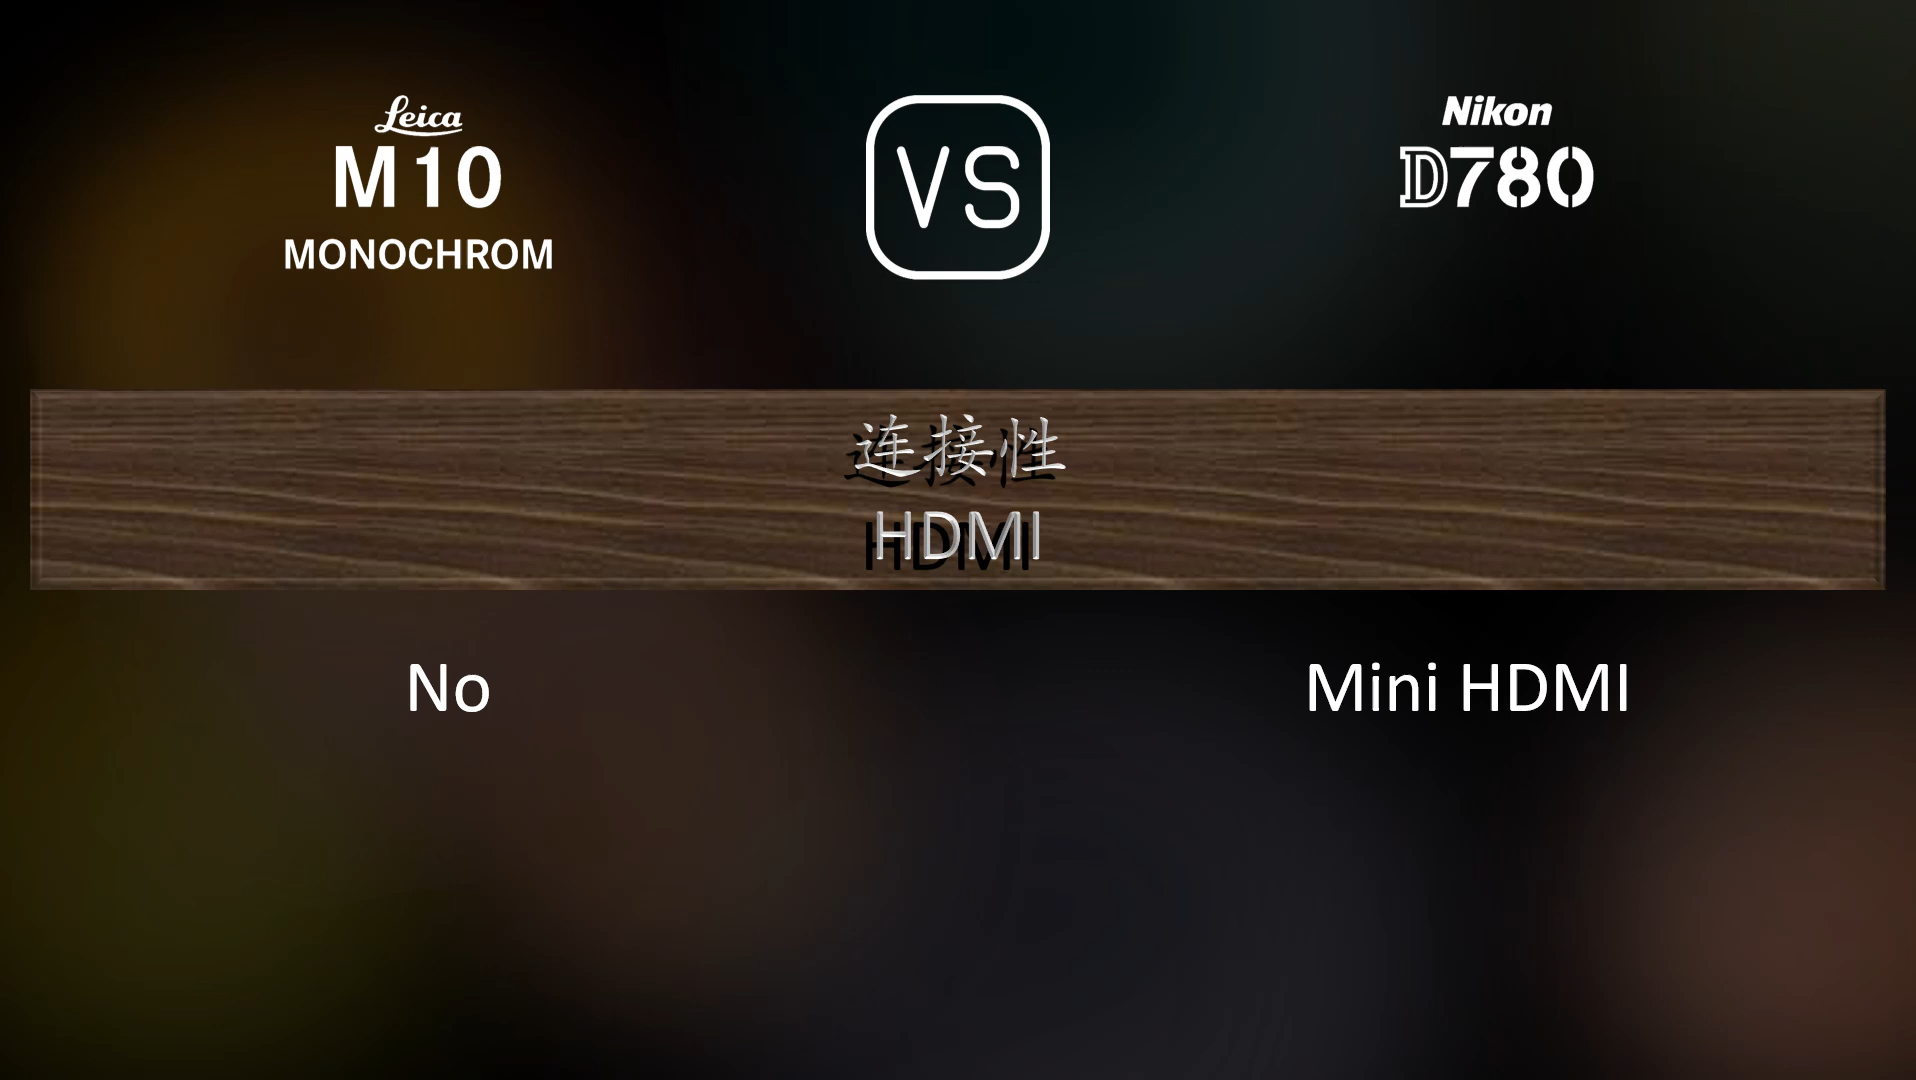 Leica
M10
MONOCHROM
VS
Nikon
D780
连接性
HDMI
No
Mini HDMI